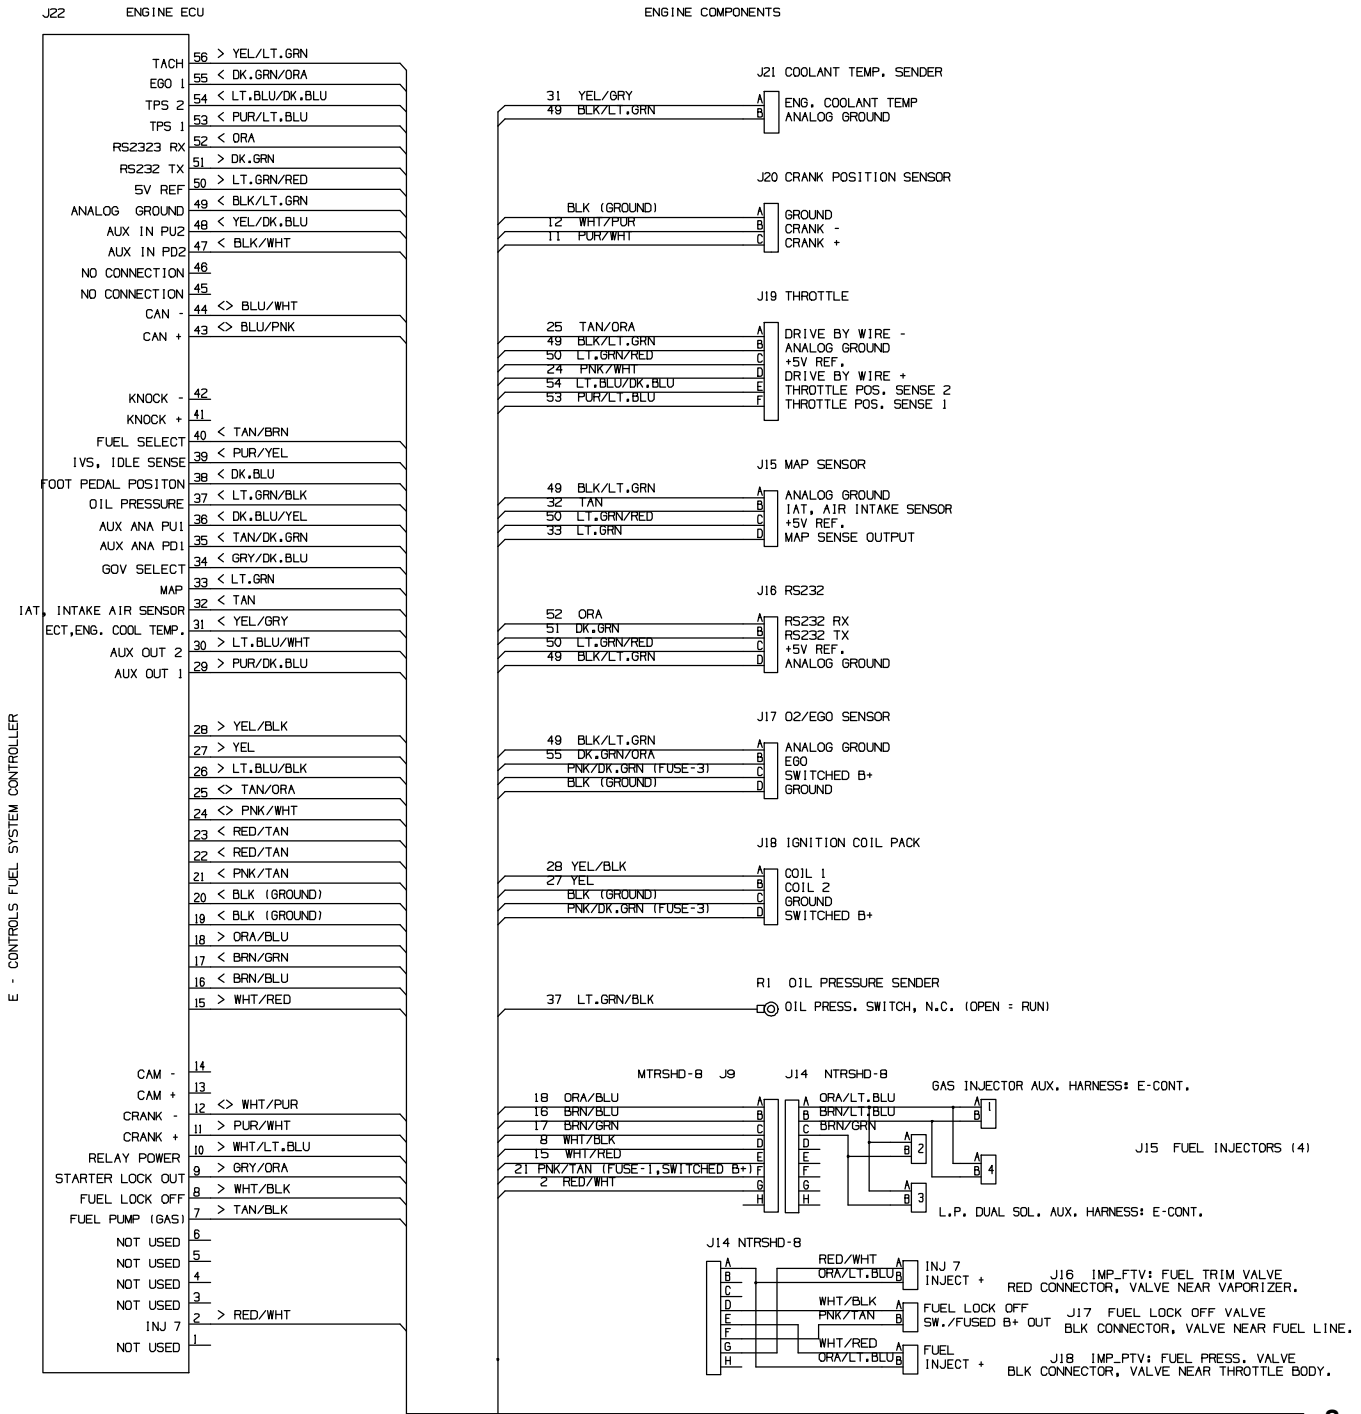 J22 ENGINE ECU
ENGINE COMPONENTS
TACH 56 > YEL/LT.GRN
EGO 1 55 < DK.GRN/ORA
TPS 2 54 < LT.BLU/DK.BLU
TPS 1 53 < PUR/LT.BLU
RS2323 RX 52 < ORA
RS232 TX 51 > DK.GRN
5V REF 50 > LT.GRN/RED
ANALOG GROUND 49 < BLK/LT.GRN
AUX IN PU2 48 < YEL/DK.BLU
AUX IN PD2 47 < BLK/WHT
NO CONNECTION 46
NO CONNECTION 45
CAN - 44 <> BLU/WHT
CAN + 43 <> BLU/PNK
KNOCK - 42
KNOCK + 41
FUEL SELECT 40 < TAN/BRN
IVS, IDLE SENSE 39 < PUR/YEL
FOOT PEDAL POSITON 38 < DK.BLU
OIL PRESSURE 37 < LT.GRN/BLK
AUX ANA PU1 36 < DK.BLU/YEL
AUX ANA PD1 35 < TAN/DK.GRN
GOV SELECT 34 < GRY/DK.BLU
MAP 33 < LT.GRN
IAT, INTAKE AIR SENSOR 32 < TAN
ECT,ENG. COOL TEMP. 31 < YEL/GRY
AUX OUT 2 30 > LT.BLU/WHT
AUX OUT 1 29 > PUR/DK.BLU
28 > YEL/BLK
27 > YEL
26 > LT.BLU/BLK
25 <> TAN/ORA
24 <> PNK/WHT
23 < RED/TAN
22 < RED/TAN
21 < PNK/TAN
20 < BLK (GROUND)
19 < BLK (GROUND)
18 > ORA/BLU
17 < BRN/GRN
16 < BRN/BLU
15 > WHT/RED
CAM - 14
CAM + 13
CRANK - 12 <> WHT/PUR
CRANK + 11 > PUR/WHT
RELAY POWER 10 > WHT/LT.BLU
STARTER LOCK OUT 9 > GRY/ORA
FUEL LOCK OFF 8 > WHT/BLK
FUEL PUMP (GAS) 7 > TAN/BLK
NOT USED 6
NOT USED 5
NOT USED 4
NOT USED 3
INJ 7 2 > RED/WHT
NOT USED 1
E - CONTROLS FUEL SYSTEM CONTROLLER
J21 COOLANT TEMP. SENDER
31 YEL/GRY A ENG. COOLANT TEMP
49 BLK/LT.GRN B ANALOG GROUND
J20 CRANK POSITION SENSOR
BLK (GROUND) A GROUND
12 WHT/PUR B CRANK -
11 PUR/WHT C CRANK +
J19 THROTTLE
25 TAN/ORA A DRIVE BY WIRE -
49 BLK/LT.GRN B ANALOG GROUND
50 LT.GRN/RED C +5V REF.
24 PNK/WHT D DRIVE BY WIRE +
54 LT.BLU/DK.BLU E THROTTLE POS. SENSE 2
53 PUR/LT.BLU F THROTTLE POS. SENSE 1
J15 MAP SENSOR
49 BLK/LT.GRN A ANALOG GROUND
32 TAN B IAT, AIR INTAKE SENSOR
50 LT.GRN/RED C +5V REF.
33 LT.GRN D MAP SENSE OUTPUT
J16 RS232
52 ORA A RS232 RX
51 DK.GRN B RS232 TX
50 LT.GRN/RED C +5V REF.
49 BLK/LT.GRN D ANALOG GROUND
J17 O2/EGO SENSOR
49 BLK/LT.GRN A ANALOG GROUND
55 DK.GRN/ORA B EGO
PNK/DK.GRN (FUSE-3) C SWITCHED B+
BLK (GROUND) D GROUND
J18 IGNITION COIL PACK
28 YEL/BLK A COIL 1
27 YEL B COIL 2
BLK (GROUND) C GROUND
PNK/DK.GRN (FUSE-3) D SWITCHED B+
R1 OIL PRESSURE SENDER
37 LT.GRN/BLK OIL PRESS. SWITCH, N.C. (OPEN = RUN)
MTRSHD-8 J9 J14 NTRSHD-8
GAS INJECTOR AUX. HARNESS: E-CONT.
18 ORA/BLU A A ORA/LT.BLU A 1
16 BRN/BLU B B BRN/LT.BLU B
17 BRN/GRN C C BRN/GRN
8 WHT/BLK D D A 2
15 WHT/RED E E B
J15 FUEL INJECTORS (4)
21 PNK/TAN (FUSE-1,SWITCHED B+) F F A 4
2 RED/WHT G G B
H H A 3
B
L.P. DUAL SOL. AUX. HARNESS: E-CONT.
J14 NTRSHD-8
A
B
C
D
E
F
G
H
RED/WHT A INJ 7
ORA/LT.BLU B INJECT +
J16 IMP_FTV: FUEL TRIM VALVE
RED CONNECTOR, VALVE NEAR VAPORIZER.
WHT/BLK A FUEL LOCK OFF
PNK/TAN B SW./FUSED B+ OUT
J17 FUEL LOCK OFF VALVE
BLK CONNECTOR, VALVE NEAR FUEL LINE.
WHT/RED A FUEL
ORA/LT.BLU B INJECT +
J18 IMP_PTV: FUEL PRESS. VALVE
BLK CONNECTOR, VALVE NEAR THROTTLE BODY.